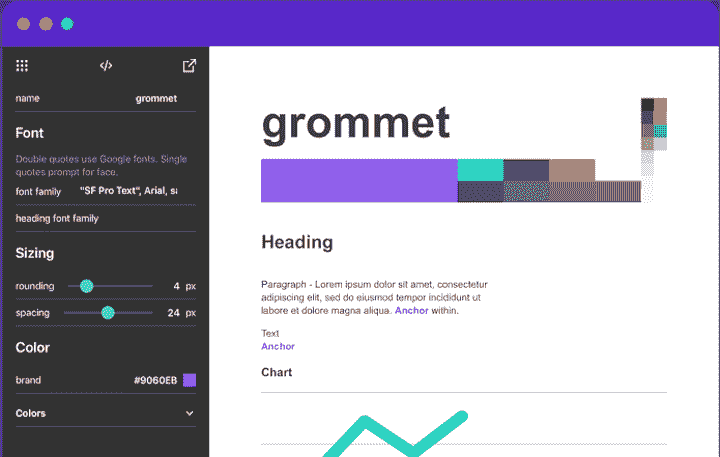 name grommet
Font
Double quotes use Google fonts. Single
quotes prompt for face.
font family "SF Pro Text", Arial, sa
heading font family
Sizing
rounding 4 px
spacing 24 px
Color
brand #9060EB
Colors
grommet
Heading
Paragraph - Lorem ipsum dolor sit amet, consectetur
adipiscing elit, sed do eiusmod tempor incididunt ut
labore et dolore magna aliqua. Anchor within.
Text
Anchor
Chart